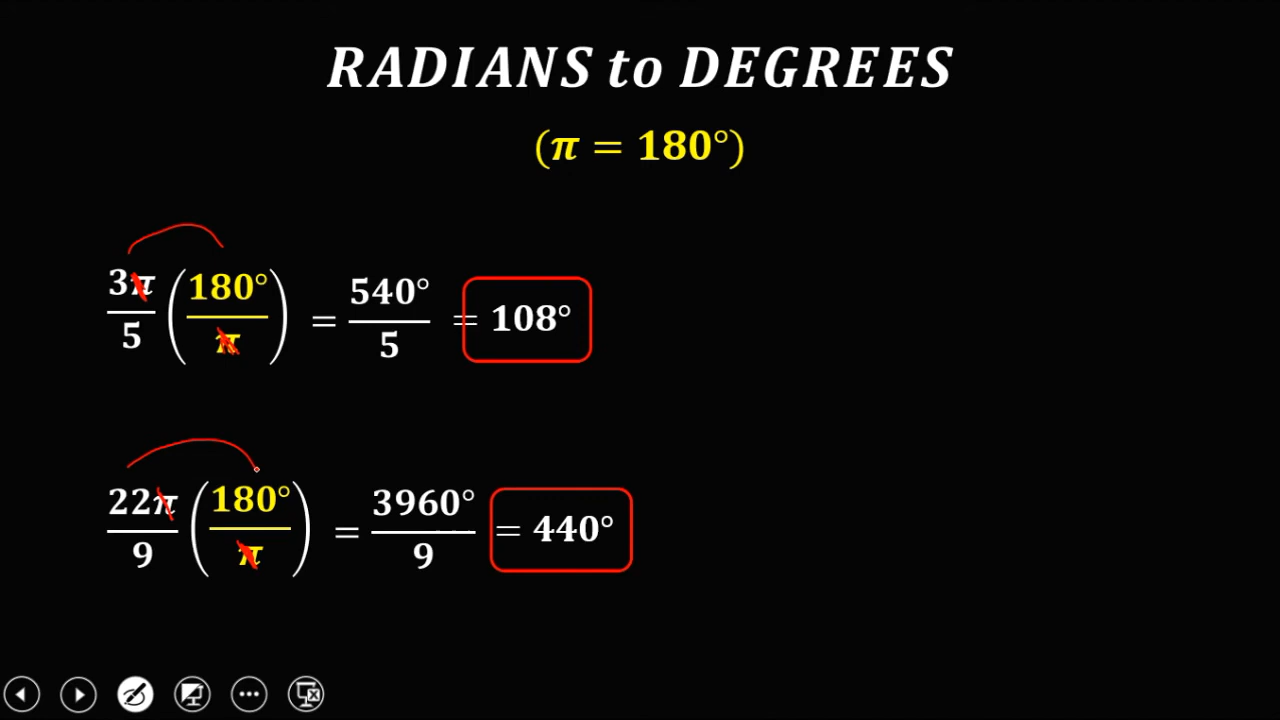 RADIANS to DEGREES
(π = 180°)
3π/5 (180°/π) = 540°/5 = 108°
22π/9 (180°/π) = 3960°/9 = 440°